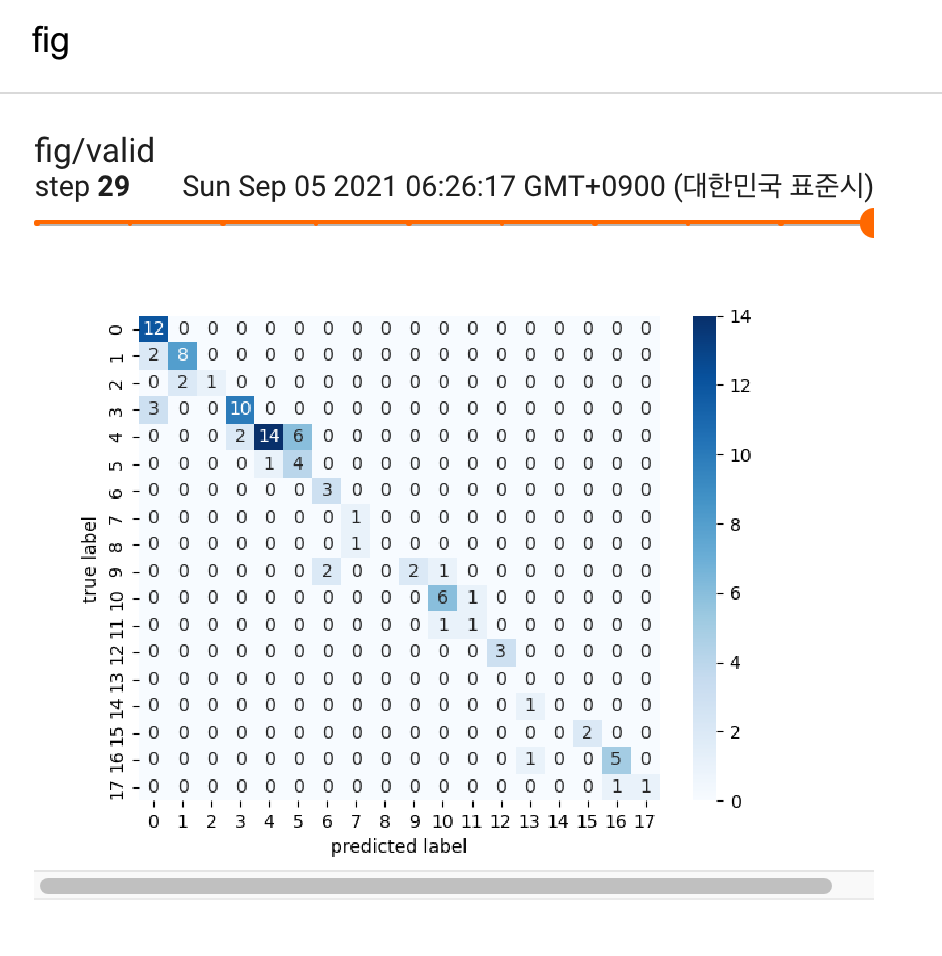 fig
fig/valid
step 29 Sun Sep 05 2021 06:26:17 GMT+0900 (대한민국 표준시)
0 12 0 0 0 0 0 0 0 0 0 0 0 0 0 0 0 0 0
1 2 8 0 0 0 0 0 0 0 0 0 0 0 0 0 0 0 0
2 0 2 1 0 0 0 0 0 0 0 0 0 0 0 0 0 0 0
3 3 0 0 10 0 0 0 0 0 0 0 0 0 0 0 0 0 0
4 0 0 0 2 14 6 0 0 0 0 0 0 0 0 0 0 0 0
5 0 0 0 0 1 4 0 0 0 0 0 0 0 0 0 0 0 0
6 0 0 0 0 0 0 3 0 0 0 0 0 0 0 0 0 0 0
7 0 0 0 0 0 0 0 1 0 0 0 0 0 0 0 0 0 0
8 0 0 0 0 0 0 0 1 0 0 0 0 0 0 0 0 0 0
9 0 0 0 0 0 0 2 0 0 2 1 0 0 0 0 0 0 0
10 0 0 0 0 0 0 0 0 0 0 6 1 0 0 0 0 0 0
11 0 0 0 0 0 0 0 0 0 0 1 1 0 0 0 0 0 0
12 0 0 0 0 0 0 0 0 0 0 0 0 3 0 0 0 0 0
13 0 0 0 0 0 0 0 0 0 0 0 0 0 0 0 0 0 0
14 0 0 0 0 0 0 0 0 0 0 0 0 0 1 0 0 0 0
15 0 0 0 0 0 0 0 0 0 0 0 0 0 0 0 2 0 0
16 0 0 0 0 0 0 0 0 0 0 0 0 0 1 0 0 5 0
17 0 0 0 0 0 0 0 0 0 0 0 0 0 0 0 0 1 1
0 1 2 3 4 5 6 7 8 9 10 11 12 13 14 15 16 17
predicted label
true label
14
12
10
8
6
4
2
0